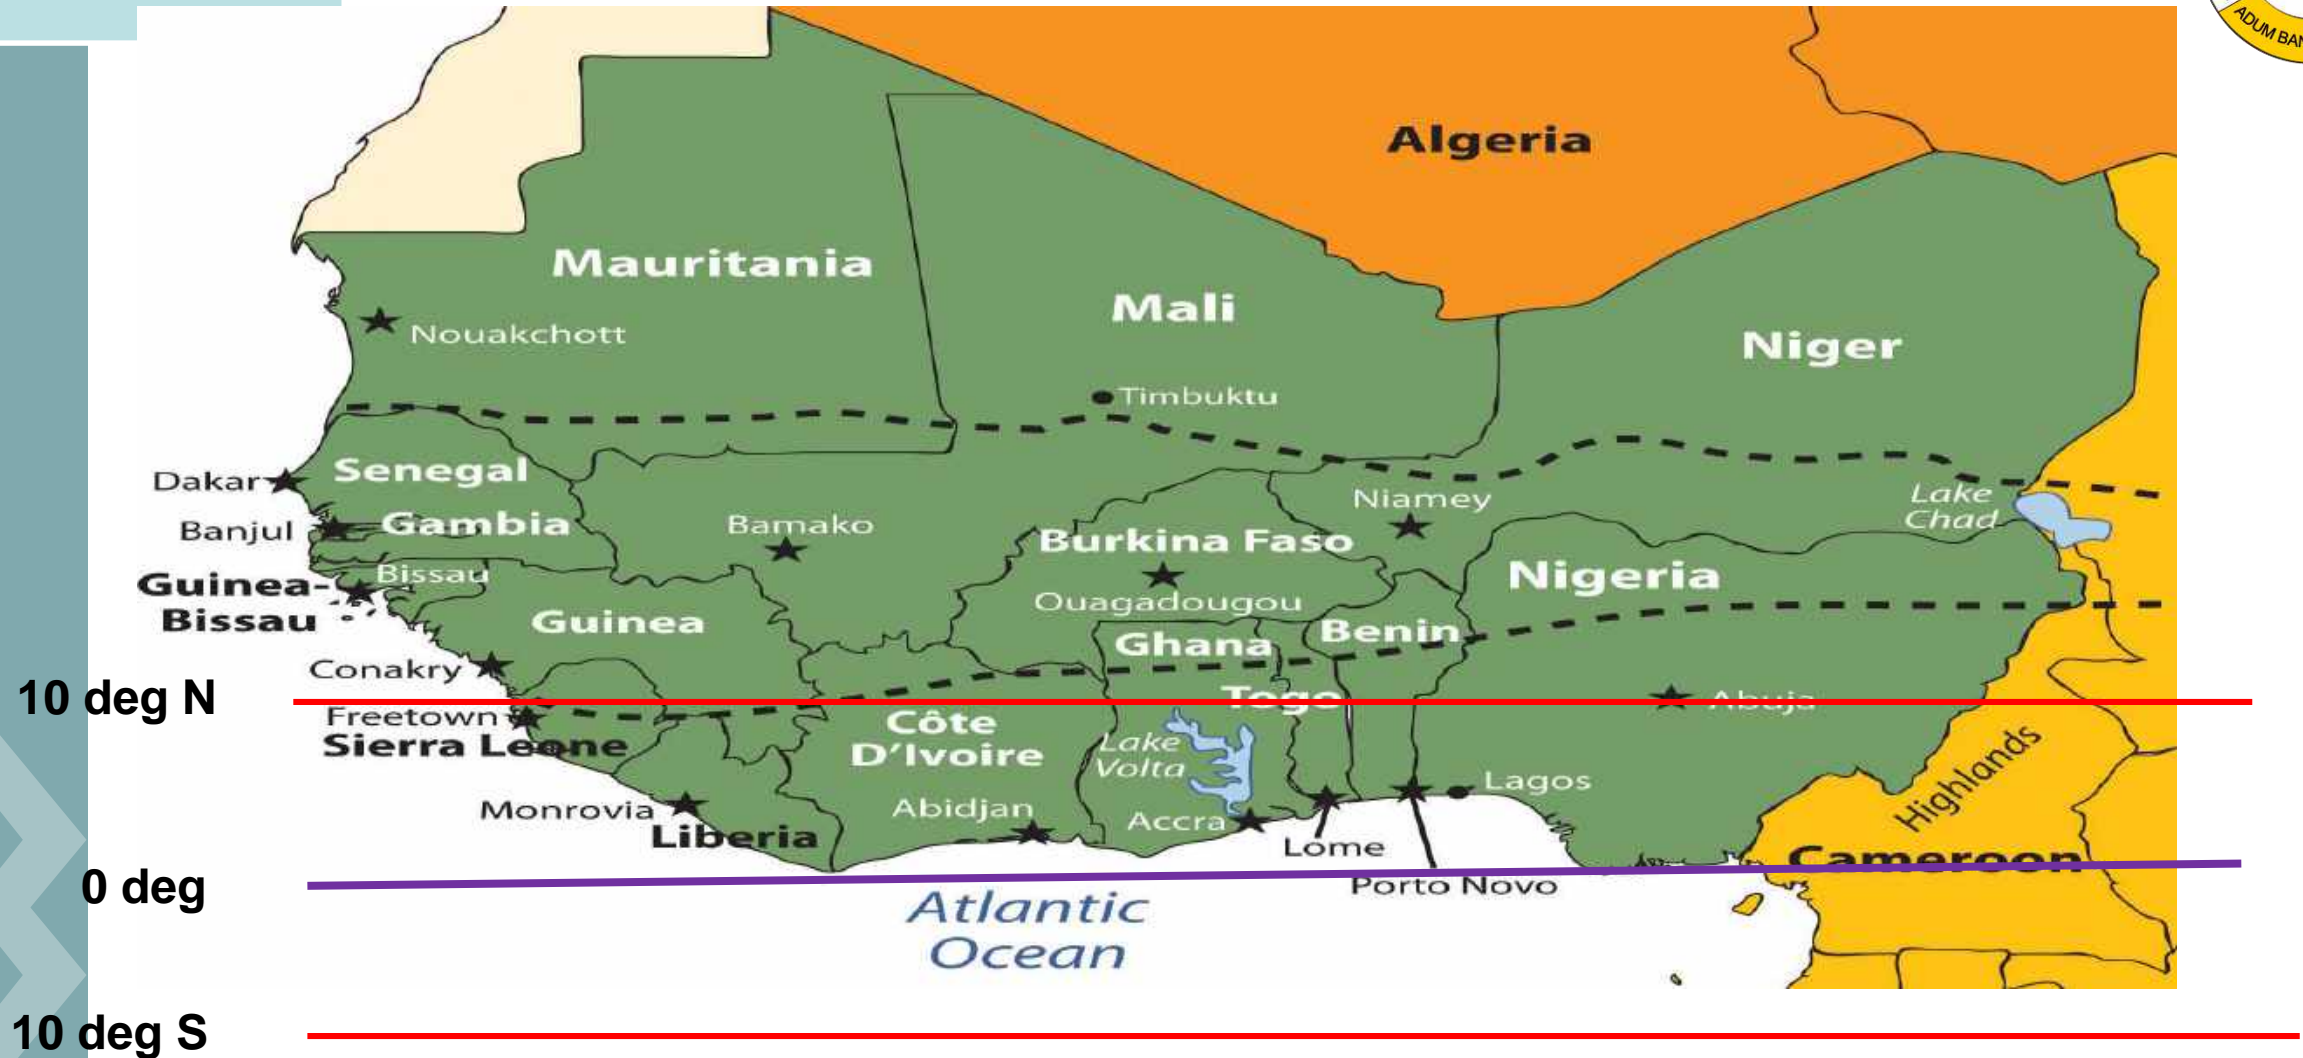 ADUM BAN
Algeria
Mauritania
Mali
Niger
Nouakchott
Timbuktu
Dakar
Senegal
Banjul
Gambia
Bamako
Niamey
Lake
Chad
Burkina Faso
Nigeria
Guinea-
Bissau
Bissau
Ouagadougou
Guinea
Ghana
Benin
Conakry
10 deg N
Togo
Abuja
Freetown
Sierra Leone
Côte
D'Ivoire
Lake
Volta
Highlands
Monrovia
Liberia
Abidjan
Accra
Lagos
Lome
Cameroon
0 deg
Porto Novo
Atlantic
Ocean
10 deg S